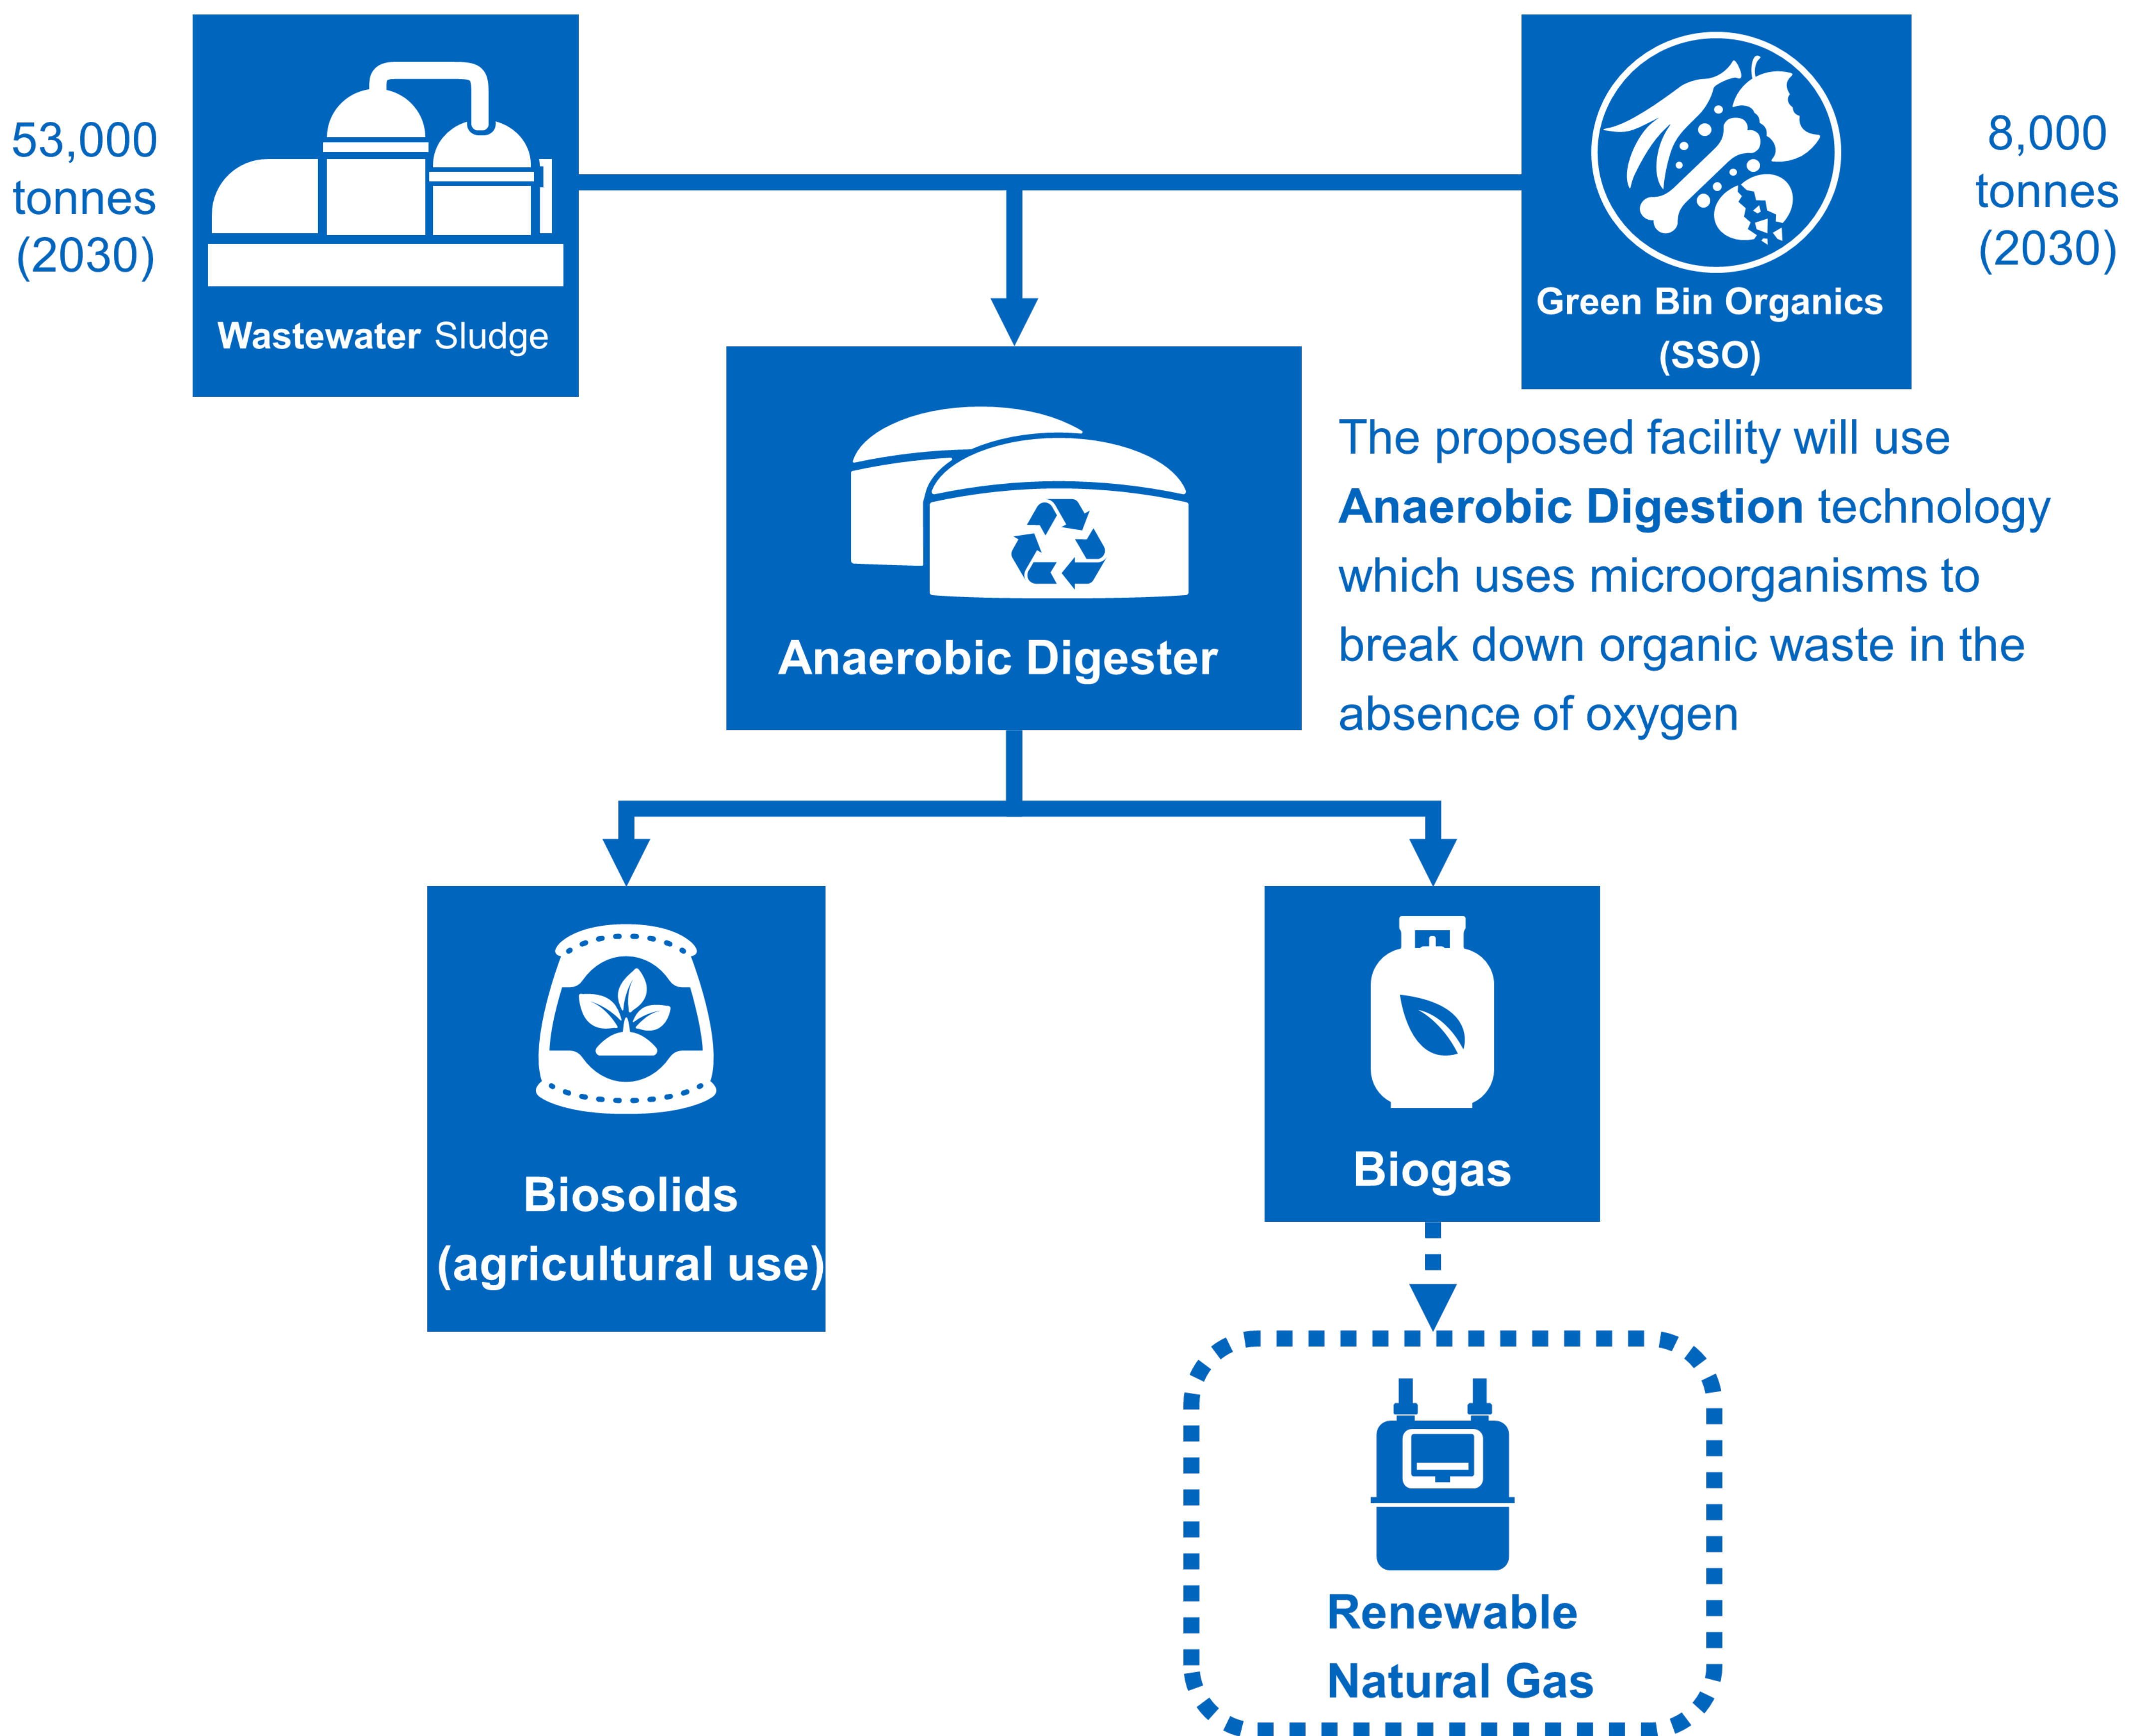 53,000
tonnes
(2030)
Wastewater Sludge
Green Bin Organics
(SSO)
8,000
tonnes
(2030)
Anaerobic Digester
The proposed facility will use
Anaerobic Digestion technology
which uses microorganisms to
break down organic waste in the
absence of oxygen
Biosolids
(agricultural use)
Biogas
Renewable
Natural Gas